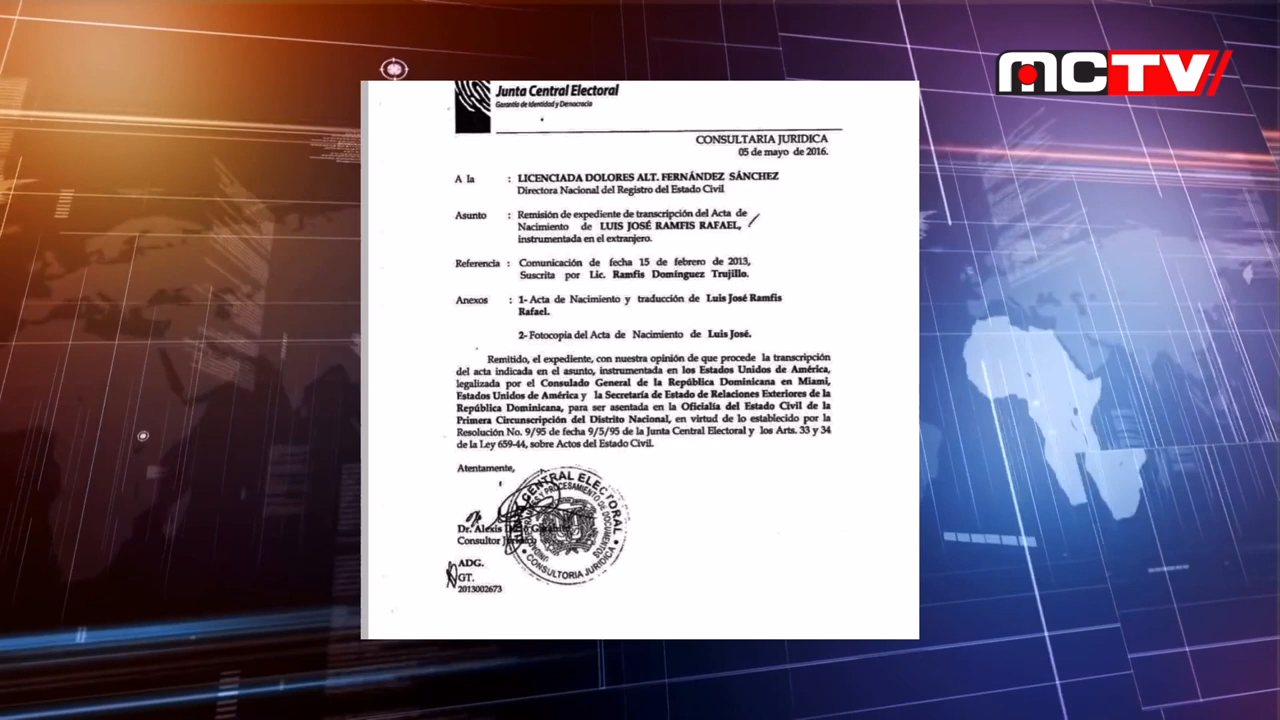 MCTV
Junta Central Electoral
Garantía de Identidad y Democracia
CONSULTARIA JURIDICA
05 de mayo de 2016.
A la : LICENCIADA DOLORES ALT. FERNÁNDEZ SÁNCHEZ
Directora Nacional del Registro del Estado Civil
Asunto : Remisión de expediente de transcripción del Acta de
Nacimiento de LUIS JOSÉ RAMFIS RAFAEL,
instrumentada en el extranjero.
Referencia : Comunicación de fecha 15 de febrero de 2013,
Suscrita por Lic. Ramfis Domínguez Trujillo.
Anexos : 1- Acta de Nacimiento y traducción de Luis José Ramfis
Rafael.
2- Fotocopia del Acta de Nacimiento de Luis José.
Remitido, el expediente, con nuestra opinión de que procede la transcripción
del acta indicada en el asunto, instrumentada en los Estados Unidos de América,
legalizada por el Consulado General de la República Dominicana en Miami,
Estados Unidos de América y la Secretaría de Estado de Relaciones Exteriores de la
República Dominicana, para ser asentada en la Oficialía del Estado Civil de la
Primera Circunscripción del Distrito Nacional, en virtud de lo establecido por la
Resolución No. 9/95 de fecha 9/5/95 de la Junta Central Electoral y los Arts. 33 y 34
de la Ley 659-44, sobre Actos del Estado Civil.
Atentamente,
JUNTA CENTRAL ELECTORAL
Y PROCESAMIENTO DE DOCUMENTOS
CONSULTORIA JURIDICA
Dr. Alexis
Consultor
ADG.
GT.
2013002673